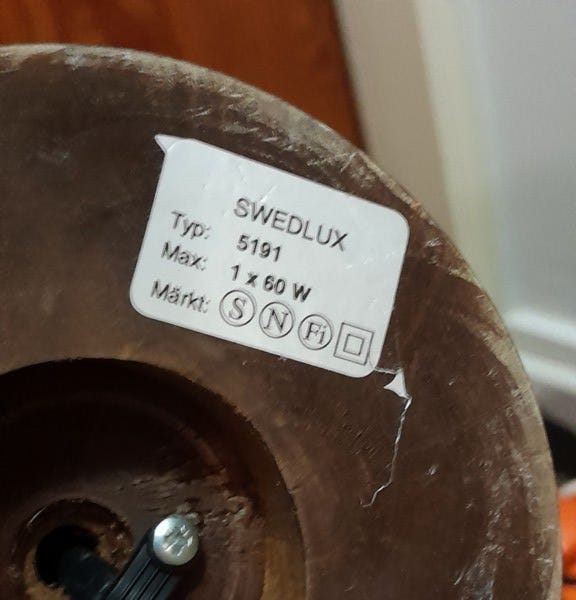 SWEDLUX
Typ: 5191
Max: 1 x 60 W
Märkt: S N Fi